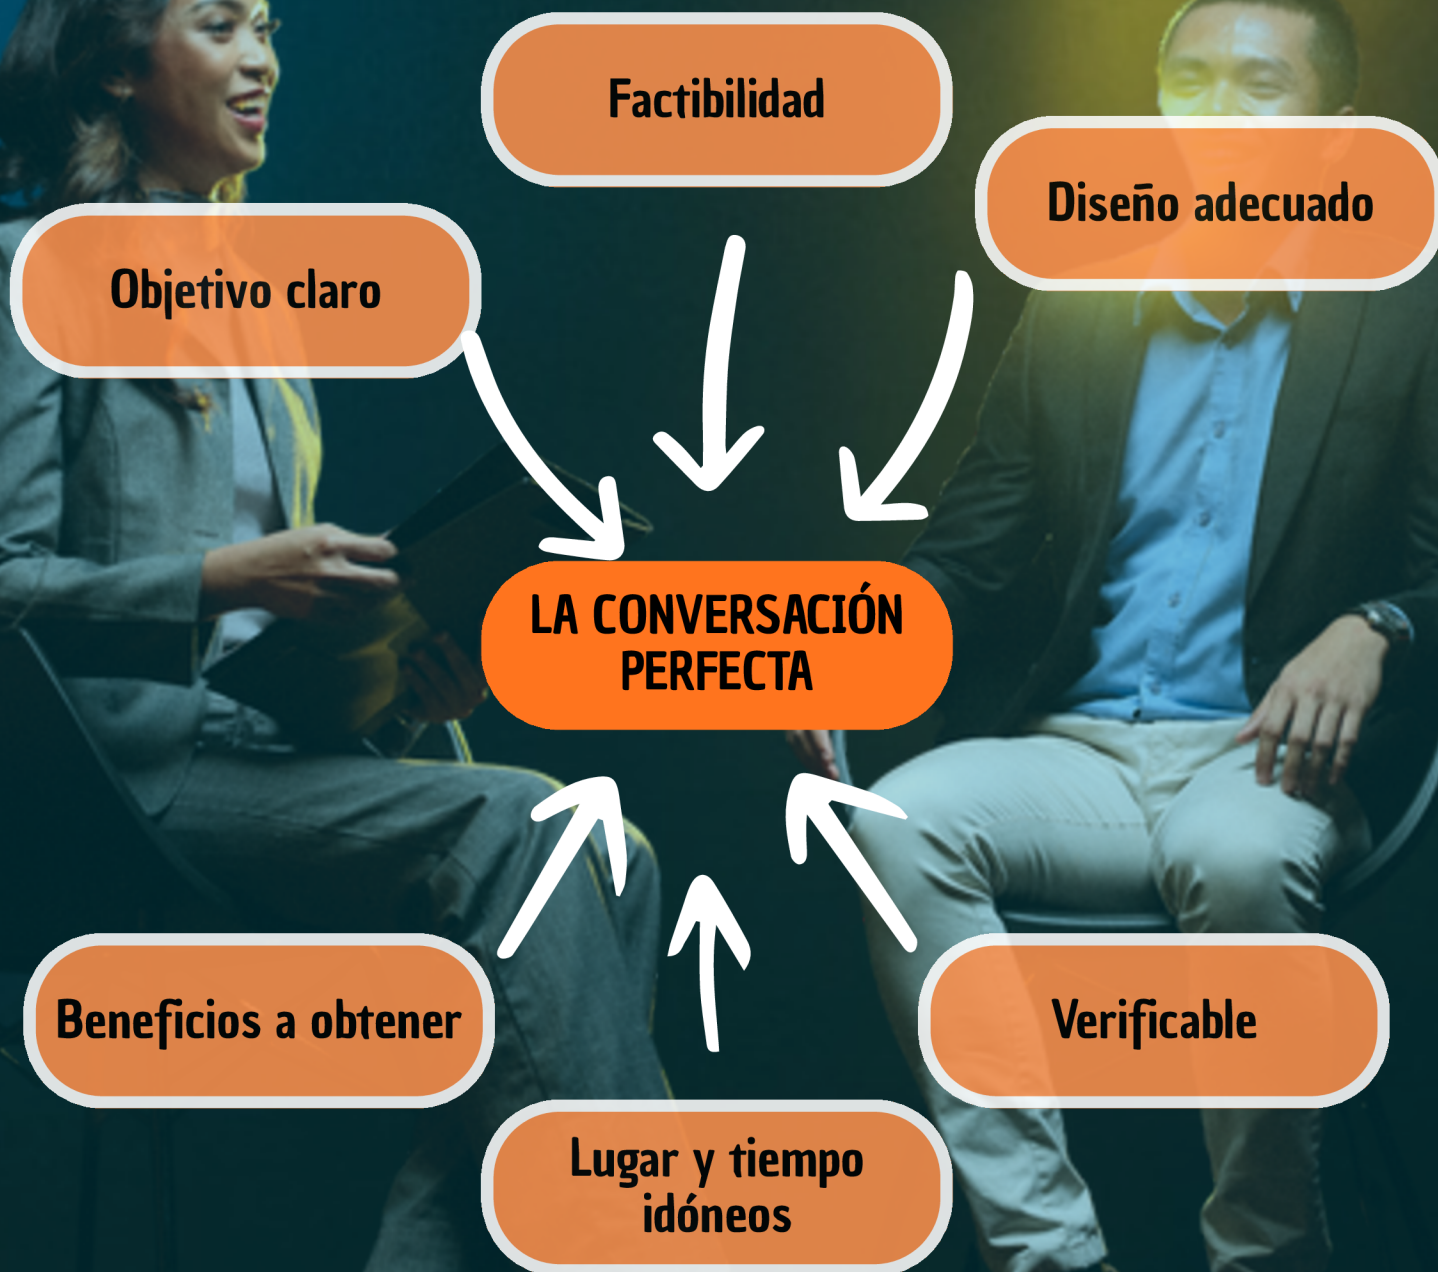 Factibilidad
Diseño adecuado
Objetivo claro
LA CONVERSACIÓN
PERFECTA
Beneficios a obtener
Verificable
Lugar y tiempo
idóneos